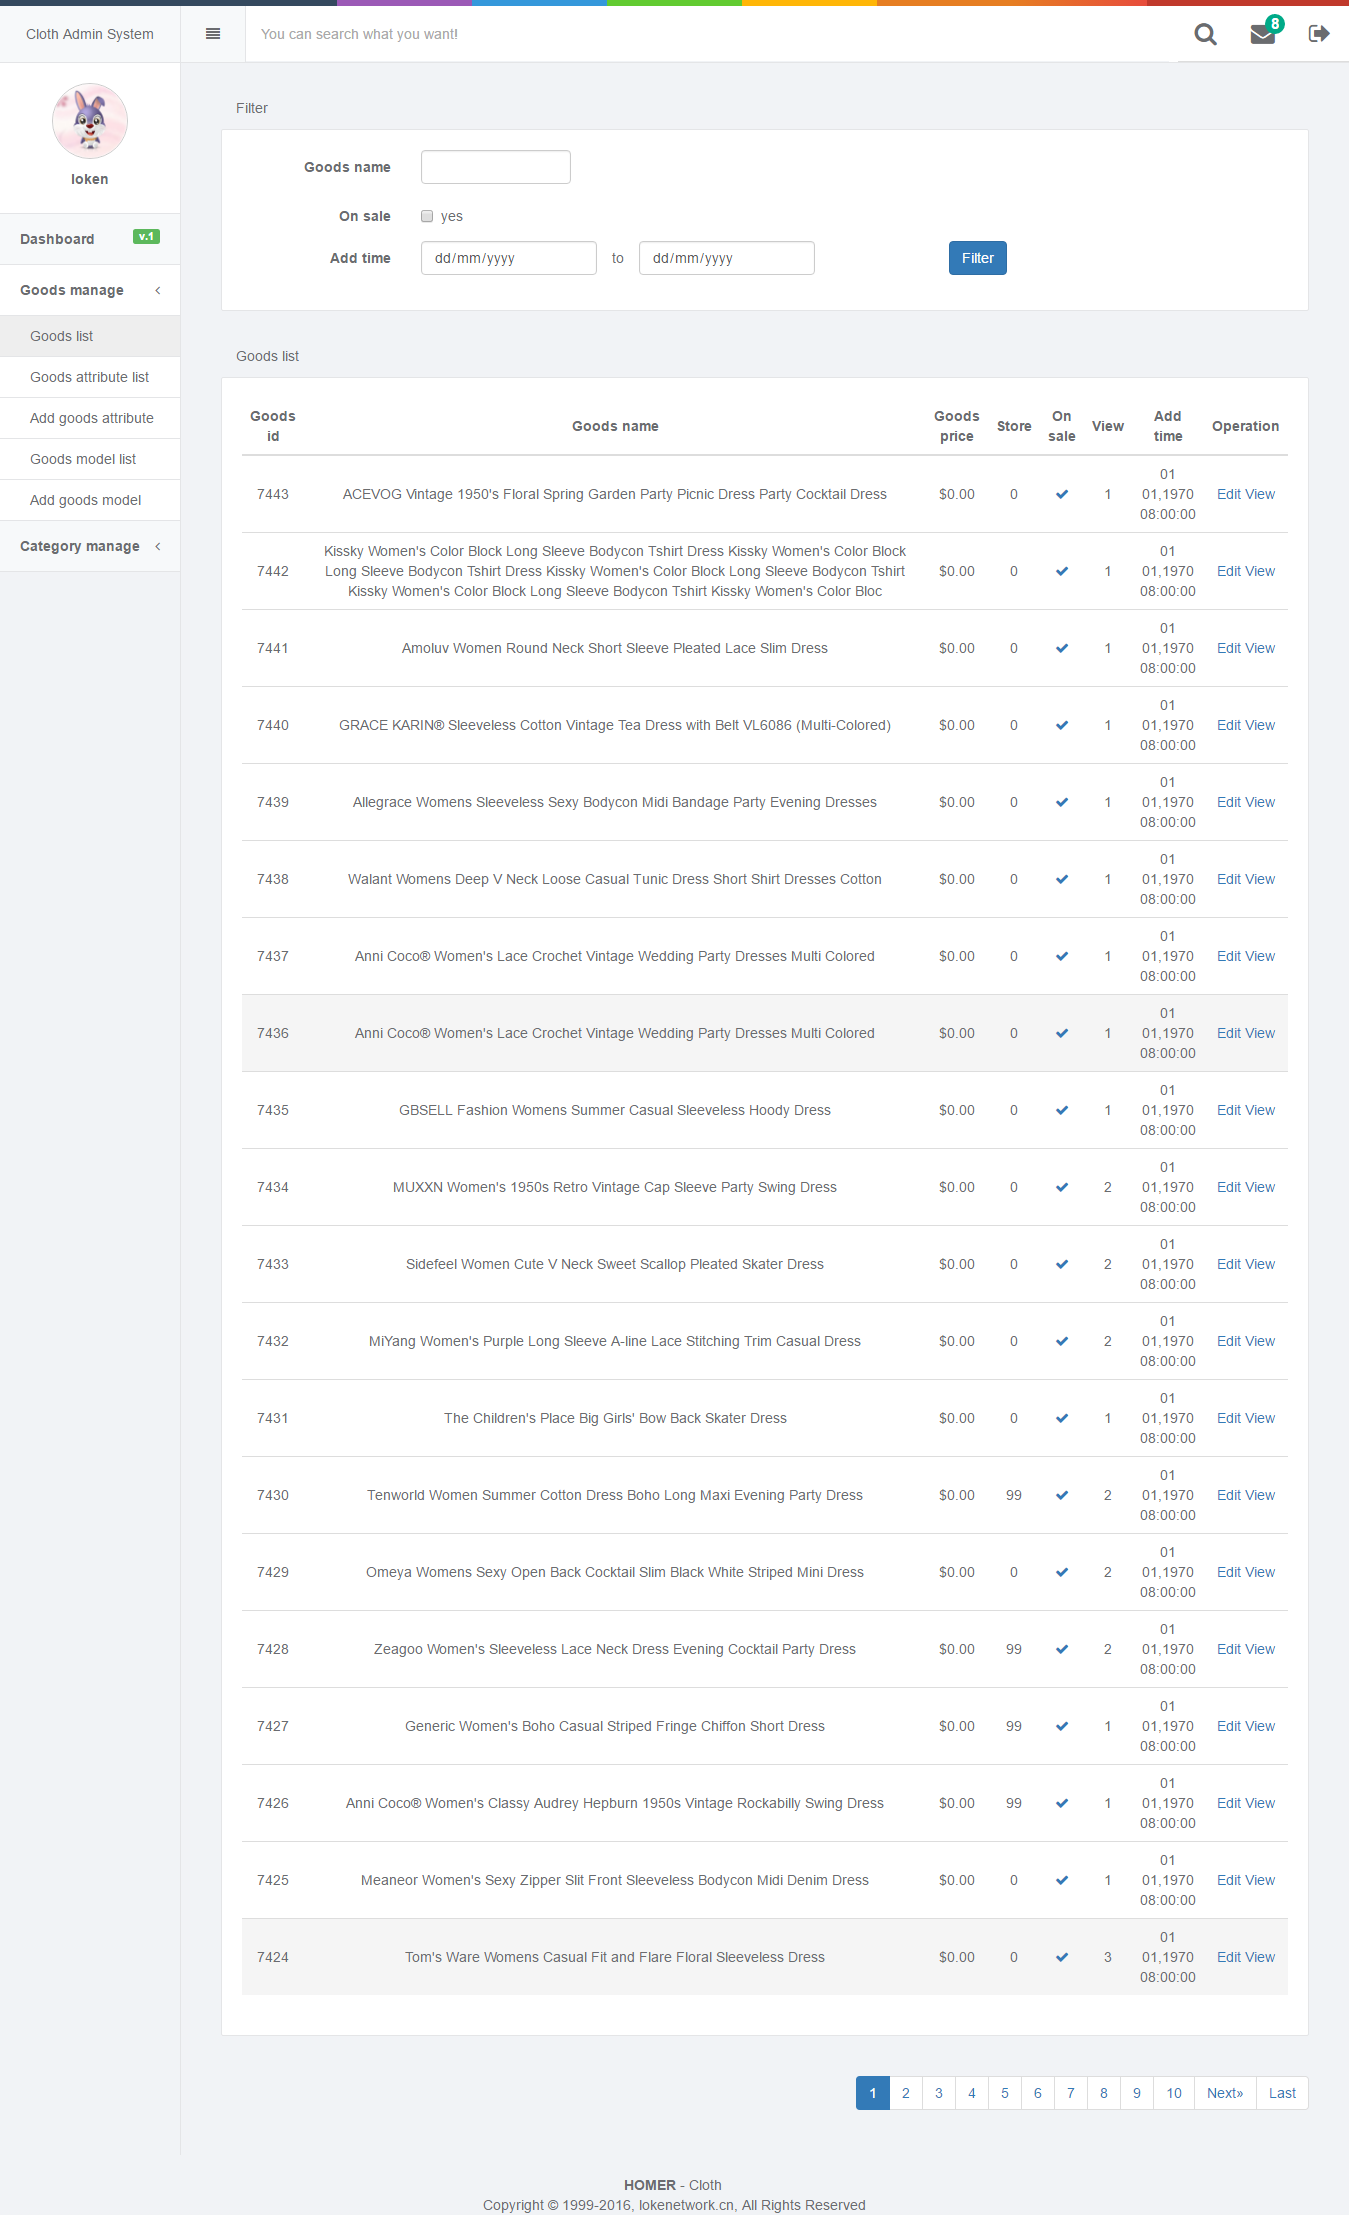 Cloth Admin System
You can search what you want!
8
loken
Dashboard v.1
Goods manage
Goods list
Goods attribute list
Add goods attribute
Goods model list
Add goods model
Category manage
Filter
Goods name
On sale yes
Add time dd/mm/yyyy to dd/mm/yyyy Filter
Goods list
Goods id Goods name Goods price Store On sale View Add time Operation
7443 ACEVOG Vintage 1950's Floral Spring Garden Party Picnic Dress Party Cocktail Dress $0.00 0 1 01 01,1970 08:00:00 Edit View
7442 Kissky Women's Color Block Long Sleeve Bodycon Tshirt Dress Kissky Women's Color Block Long Sleeve Bodycon Tshirt Dress Kissky Women's Color Block Long Sleeve Bodycon Tshirt Kissky Women's Color Block Long Sleeve Bodycon Tshirt Kissky Women's Color Bloc $0.00 0 1 01 01,1970 08:00:00 Edit View
7441 Amoluv Women Round Neck Short Sleeve Pleated Lace Slim Dress $0.00 0 1 01 01,1970 08:00:00 Edit View
7440 GRACE KARIN® Sleeveless Cotton Vintage Tea Dress with Belt VL6086 (Multi-Colored) $0.00 0 1 01 01,1970 08:00:00 Edit View
7439 Allegrace Womens Sleeveless Sexy Bodycon Midi Bandage Party Evening Dresses $0.00 0 1 01 01,1970 08:00:00 Edit View
7438 Walant Womens Deep V Neck Loose Casual Tunic Dress Short Shirt Dresses Cotton $0.00 0 1 01 01,1970 08:00:00 Edit View
7437 Anni Coco® Women's Lace Crochet Vintage Wedding Party Dresses Multi Colored $0.00 0 1 01 01,1970 08:00:00 Edit View
7436 Anni Coco® Women's Lace Crochet Vintage Wedding Party Dresses Multi Colored $0.00 0 1 01 01,1970 08:00:00 Edit View
7435 GBSELL Fashion Womens Summer Casual Sleeveless Hoody Dress $0.00 0 1 01 01,1970 08:00:00 Edit View
7434 MUXXN Women's 1950s Retro Vintage Cap Sleeve Party Swing Dress $0.00 0 2 01 01,1970 08:00:00 Edit View
7433 Sidefeel Women Cute V Neck Sweet Scallop Pleated Skater Dress $0.00 0 2 01 01,1970 08:00:00 Edit View
7432 MiYang Women's Purple Long Sleeve A-line Lace Stitching Trim Casual Dress $0.00 0 2 01 01,1970 08:00:00 Edit View
7431 The Children's Place Big Girls' Bow Back Skater Dress $0.00 0 1 01 01,1970 08:00:00 Edit View
7430 Tenworld Women Summer Cotton Dress Boho Long Maxi Evening Party Dress $0.00 99 2 01 01,1970 08:00:00 Edit View
7429 Omeya Womens Sexy Open Back Cocktail Slim Black White Striped Mini Dress $0.00 0 2 01 01,1970 08:00:00 Edit View
7428 Zeagoo Women's Sleeveless Lace Neck Dress Evening Cocktail Party Dress $0.00 99 2 01 01,1970 08:00:00 Edit View
7427 Generic Women's Boho Casual Striped Fringe Chiffon Short Dress $0.00 99 1 01 01,1970 08:00:00 Edit View
7426 Anni Coco® Women's Classy Audrey Hepburn 1950s Vintage Rockabilly Swing Dress $0.00 99 1 01 01,1970 08:00:00 Edit View
7425 Meaneor Women's Sexy Zipper Slit Front Sleeveless Bodycon Midi Denim Dress $0.00 0 1 01 01,1970 08:00:00 Edit View
7424 Tom's Ware Womens Casual Fit and Flare Floral Sleeveless Dress $0.00 0 3 01 01,1970 08:00:00 Edit View
1 2 3 4 5 6 7 8 9 10 Next» Last
HOMER - Cloth
Copyright © 1999-2016, lokenetwork.cn, All Rights Reserved